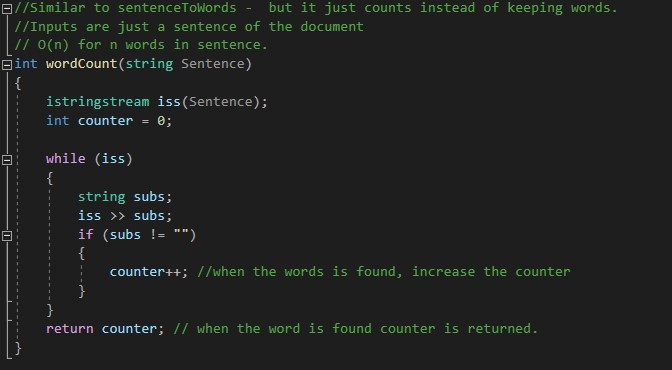 //Similar to sentenceToWords -  but it just counts instead of keeping words.
//Inputs are just a sentence of the document
// O(n) for n words in sentence.
int wordCount(string Sentence)
{
    istringstream iss(Sentence);
    int counter = 0;

    while (iss)
    {
        string subs;
        iss >> subs;
        if (subs != "")
        {
            counter++; //when the words is found, increase the counter
        }
    }
    return counter; // when the word is found counter is returned.
}